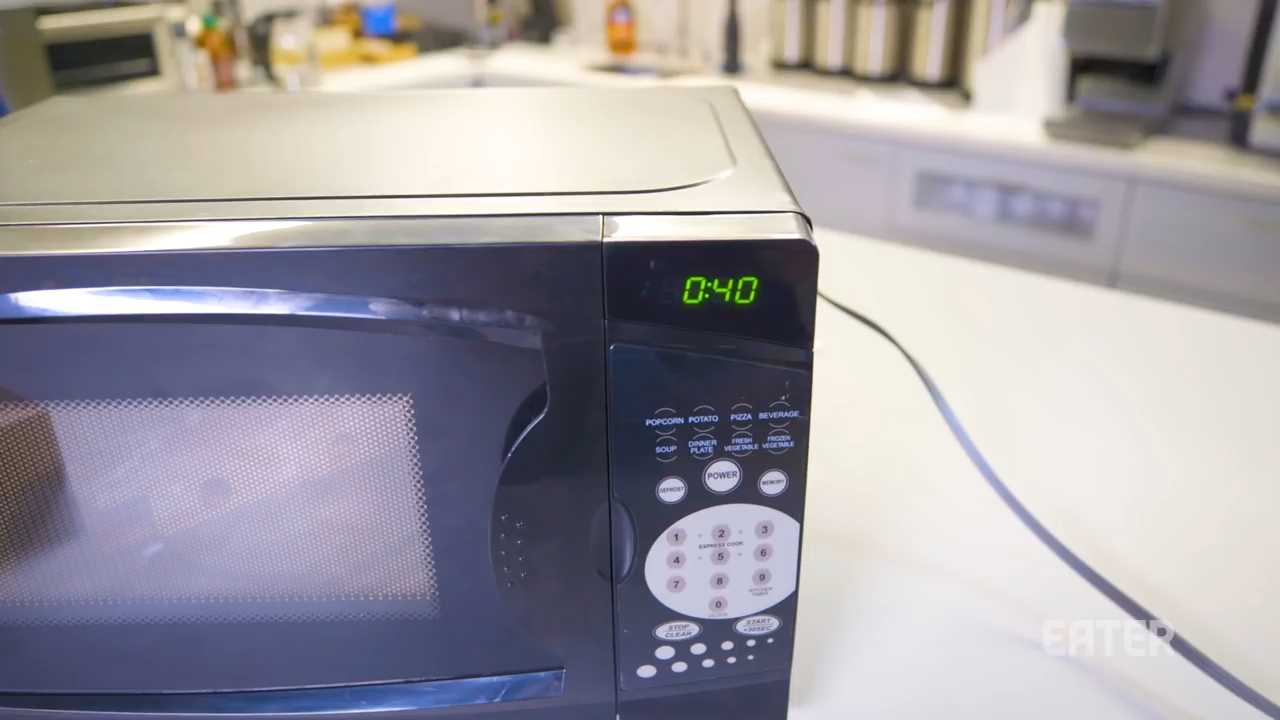 0:40
POPCORN POTATO PIZZA BEVERAGE
SOUP DINNER PLATE FRESH VEGETABLE FROZEN VEGETABLE
DEFROST POWER MEMORY
1 2 3
EXPRESS COOK
4 5 6
7 8 9
KITCHEN TIMER
0
STOP CLEAR START +30SEC
EATER